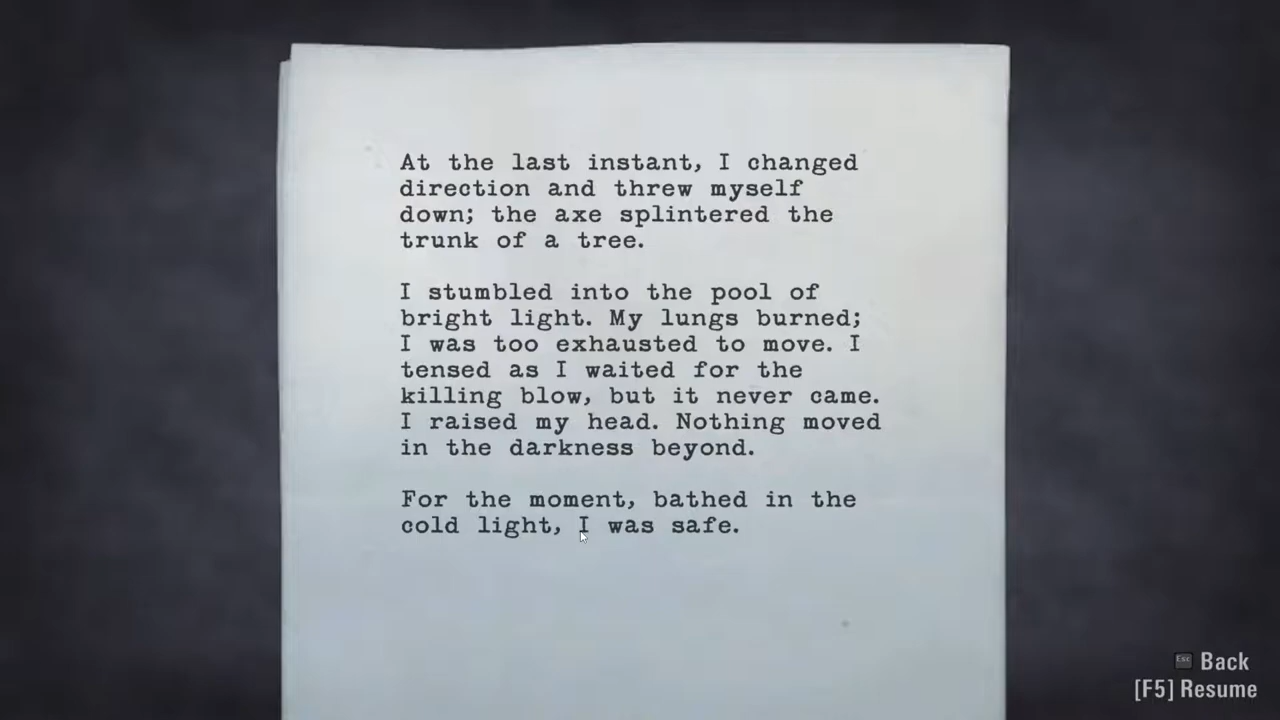 At the last instant, I changed
direction and threw myself
down; the axe splintered the
trunk of a tree.
I stumbled into the pool of
bright light. My lungs burned;
I was too exhausted to move. I
tensed as I waited for the
killing blow, but it never came.
I raised my head. Nothing moved
in the darkness beyond.
For the moment, bathed in the
cold light, I was safe.
Esc Back
[F5] Resume